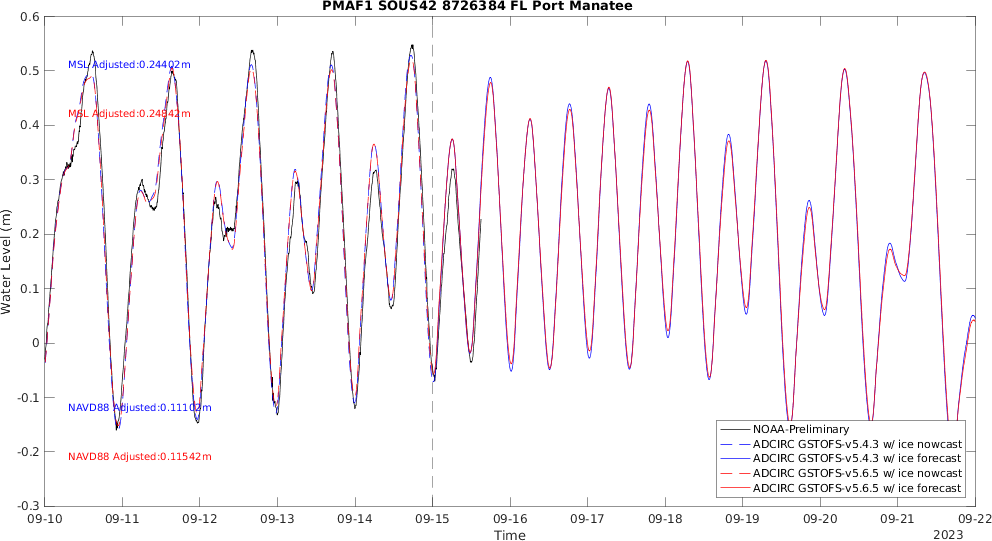 PMAF1 SOUS42 8726384 FL Port Manatee
0.6
0.5
0.4
0.3
0.2
0.1
0
-0.1
-0.2
-0.3
Water Level (m)
MSL Adjusted:0.24402m
MSL Adjusted:0.24842m
NAVD88 Adjusted:0.11102m
NAVD88 Adjusted:0.11542m
NOAA-Preliminary
ADCIRC GSTOFS-v5.4.3 w/ ice nowcast
ADCIRC GSTOFS-v5.4.3 w/ ice forecast
ADCIRC GSTOFS-v5.6.5 w/ ice nowcast
ADCIRC GSTOFS-v5.6.5 w/ ice forecast
09-10 09-11 09-12 09-13 09-14 09-15 09-16 09-17 09-18 09-19 09-20 09-21 09-22
Time
2023